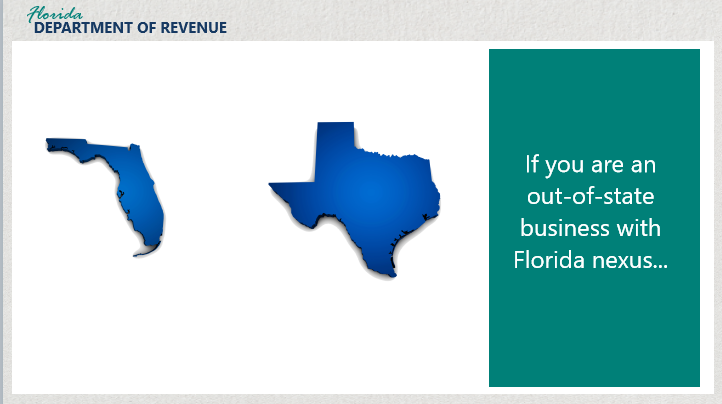 Florida
DEPARTMENT OF REVENUE
If you are an
out-of-state
business with
Florida nexus...